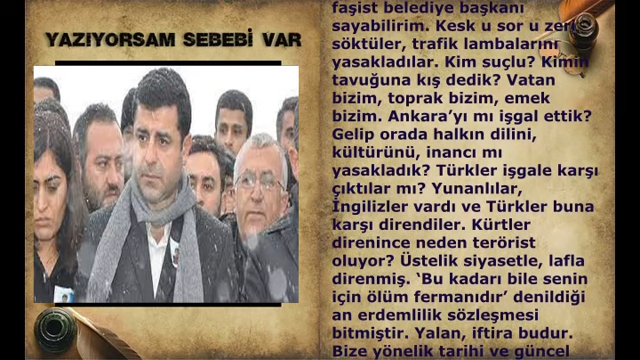 YAZIYORSAM SEBEBİ VAR
faşist belediye başkanı
sayabilirim. Kesk u sor u zeri
söktüler, trafik lambalarını
yasakladılar. Kim suçlu? Kimin
tavuğuna kış dedik? Vatan
bizim, toprak bizim, emek
bizim. Ankara’yı mı işgal ettik?
Gelip orada halkın dilini,
kültürünü, inancı mı
yasakladık? Türkler işgale karşı
çıktılar mı? Yunanlılar,
İngilizler vardı ve Türkler buna
karşı direndiler. Kürtler
direnince neden terörist
oluyor? Üstelik siyasetle, lafla
direnmiş. ‘Bu kadarı bile senin
için ölüm fermanıdır’ denildiği
an erdemlilik sözleşmesi
bitmiştir. Yalan, iftira budur.
Bize yönelik tarihi ve güncel